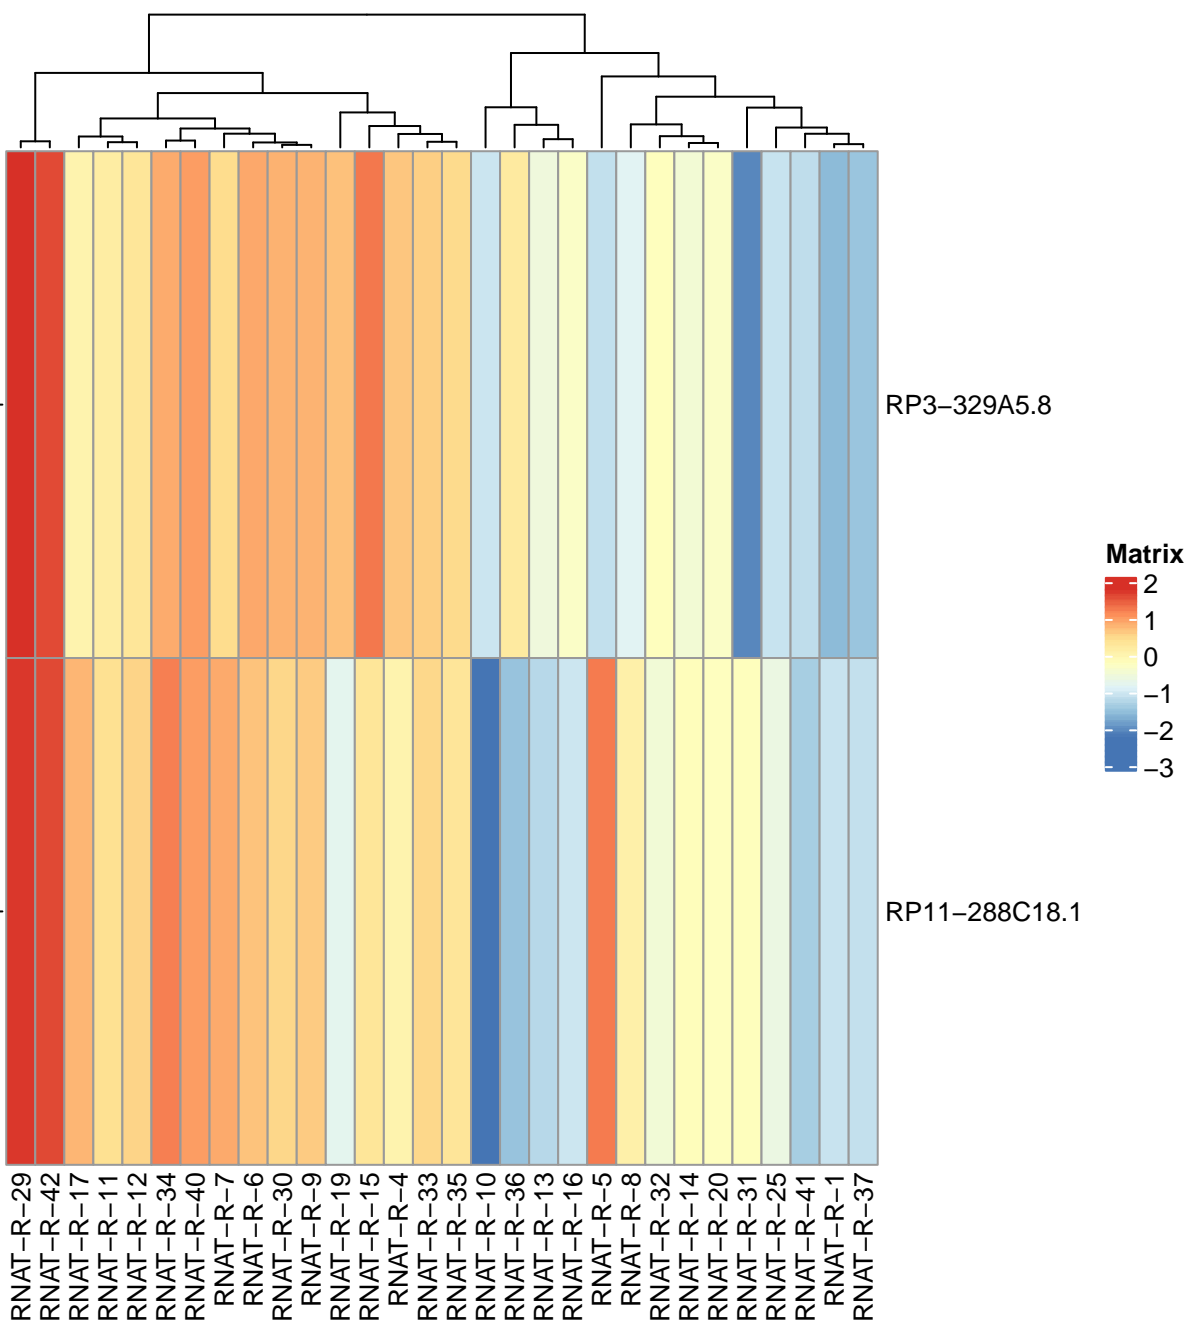 RP3−329A5.8
Matrix
2
1
0
−1
−2
−3
RP11−288C18.1
RNAT−R−29
RNAT−R−42
RNAT−R−17
RNAT−R−11
RNAT−R−12
RNAT−R−34
RNAT−R−40
RNAT−R−7
RNAT−R−6
RNAT−R−30
RNAT−R−9
RNAT−R−19
RNAT−R−15
RNAT−R−4
RNAT−R−33
RNAT−R−35
RNAT−R−10
RNAT−R−36
RNAT−R−13
RNAT−R−16
RNAT−R−5
RNAT−R−8
RNAT−R−32
RNAT−R−14
RNAT−R−20
RNAT−R−31
RNAT−R−25
RNAT−R−41
RNAT−R−1
RNAT−R−37